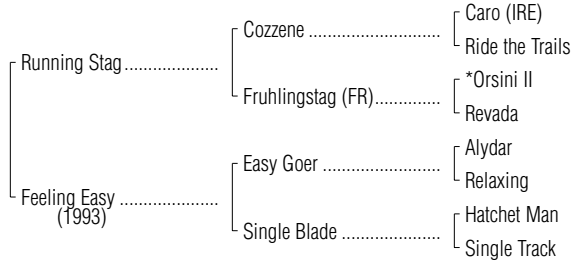 Caro (IRE)
Cozzene ........................
Ride the Trails
Running Stag...................
*Orsini II
Fruhlingstag (FR).............
Revada
Alydar
Easy Goer ......................
Relaxing
Feeling Easy ...................
(1993)
Hatchet Man
Single Blade ...................
Single Track